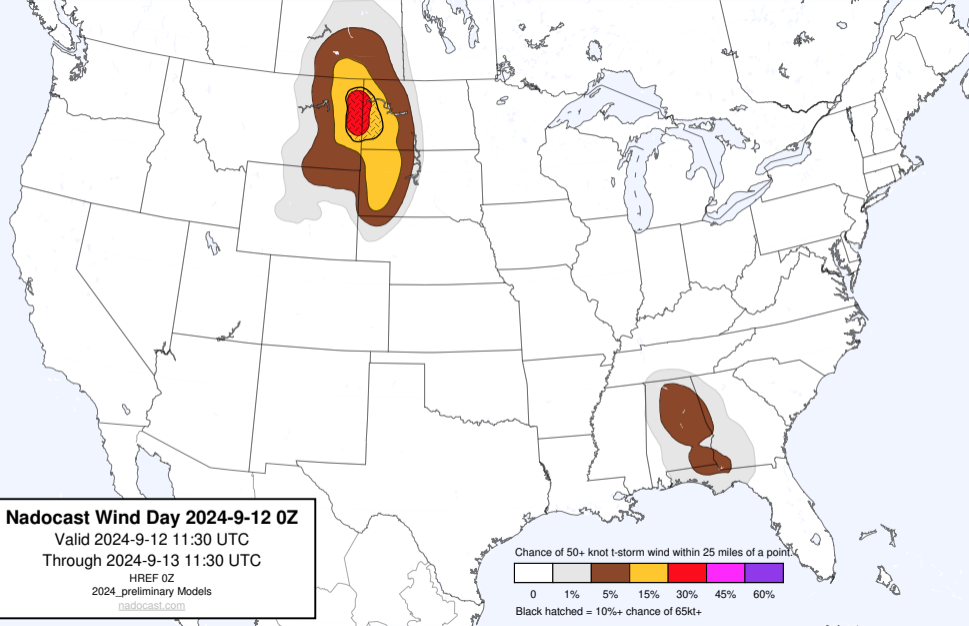 Nadocast Wind Day 2024-9-12 0Z
Valid 2024-9-12 11:30 UTC
Through 2024-9-13 11:30 UTC
HREF 0Z
2024_preliminary Models
nadocast.com
Chance of 50+ knot t-storm wind within 25 miles of a point.
0 1% 5% 15% 30% 45% 60%
Black hatched = 10%+ chance of 65kt+